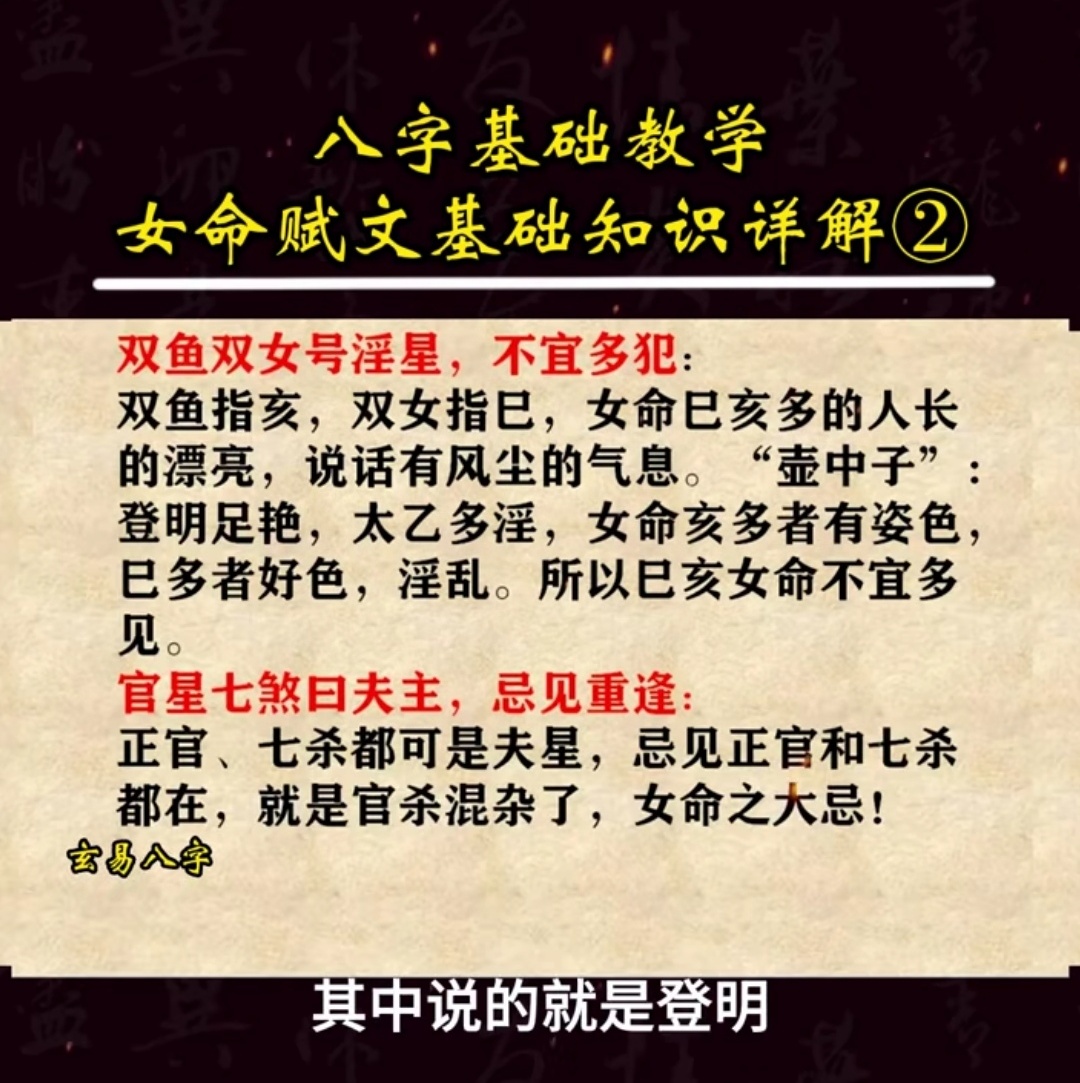 八字基础教学
女命赋文基础知识详解②
双鱼双女号淫星，不宜多犯：
双鱼指亥，双女指巳，女命巳亥多的人长
的漂亮，说话有风尘的气息。“壶中子”：
登明足艳，太乙多淫，女命亥多者有姿色，
巳多者好色，淫乱。所以巳亥女命不宜多
见。
官星七煞曰夫主，忌见重逢：
正官、七杀都可是夫星，忌见正官和七杀
都在，就是官杀混杂了，女命之大忌！
玄易八字
其中说的就是登明